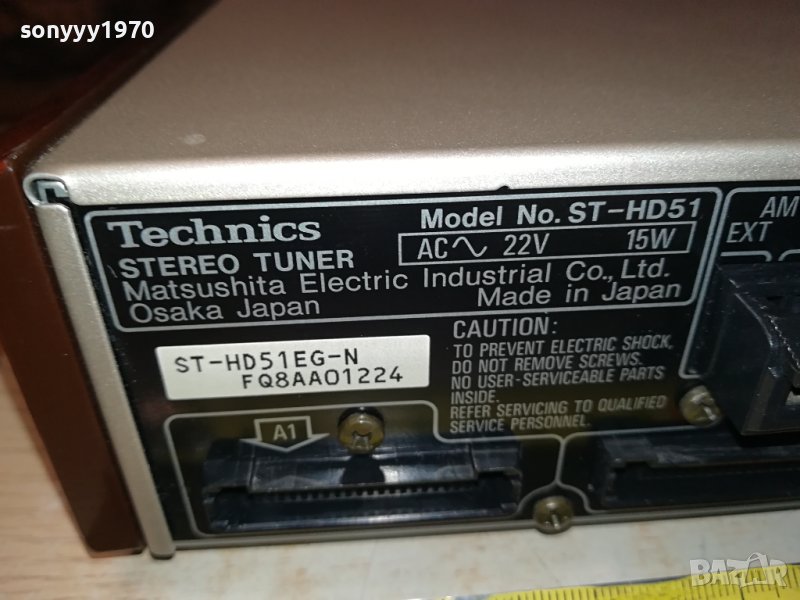 sonyyy1970
Technics
STEREO TUNER
Model No. ST-HD51
AC ~ 22V 15W
Matsushita Electric Industrial Co., Ltd.
Osaka Japan Made in Japan
AM
EXT
ST-HD51EG-N
FQ8AA01224
CAUTION:
TO PREVENT ELECTRIC SHOCK,
DO NOT REMOVE SCREWS.
NO USER-SERVICEABLE PARTS
INSIDE.
REFER SERVICING TO QUALIFIED
SERVICE PERSONNEL.
A1
BAZAR